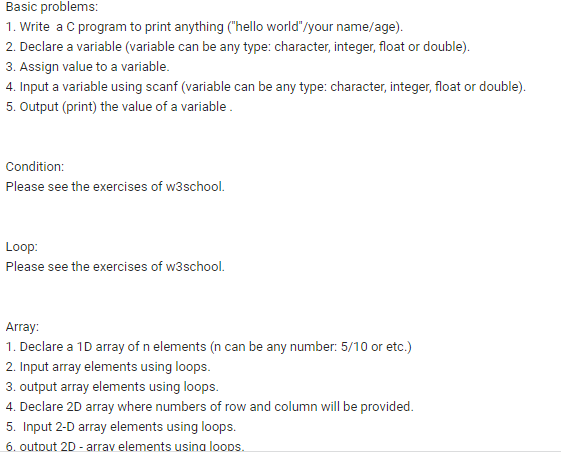 Basic problems:
1. Write a C program to print anything ("hello world"/your name/age).
2. Declare a variable (variable can be any type: character, integer, float or double).
3. Assign value to a variable.
4. Input a variable using scanf (variable can be any type: character, integer, float or double).
5. Output (print) the value of a variable .
Condition:
Please see the exercises of w3school.
Loop:
Please see the exercises of w3school.
Array:
1. Declare a 1D array of n elements (n can be any number: 5/10 or etc.)
2. Input array elements using loops.
3. output array elements using loops.
4. Declare 2D array where numbers of row and column will be provided.
5. Input 2-D array elements using loops.
6. output 2D - array elements using loops.